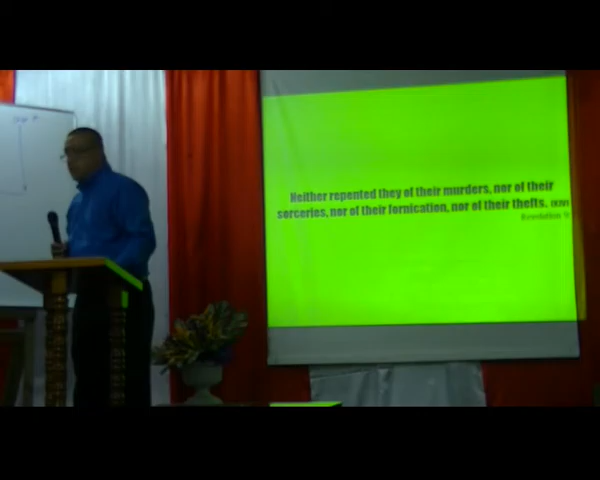 Neither repented they of their murders, nor of their
sorceries, nor of their fornication, nor of their thefts. (KJV)
Revelation 9: